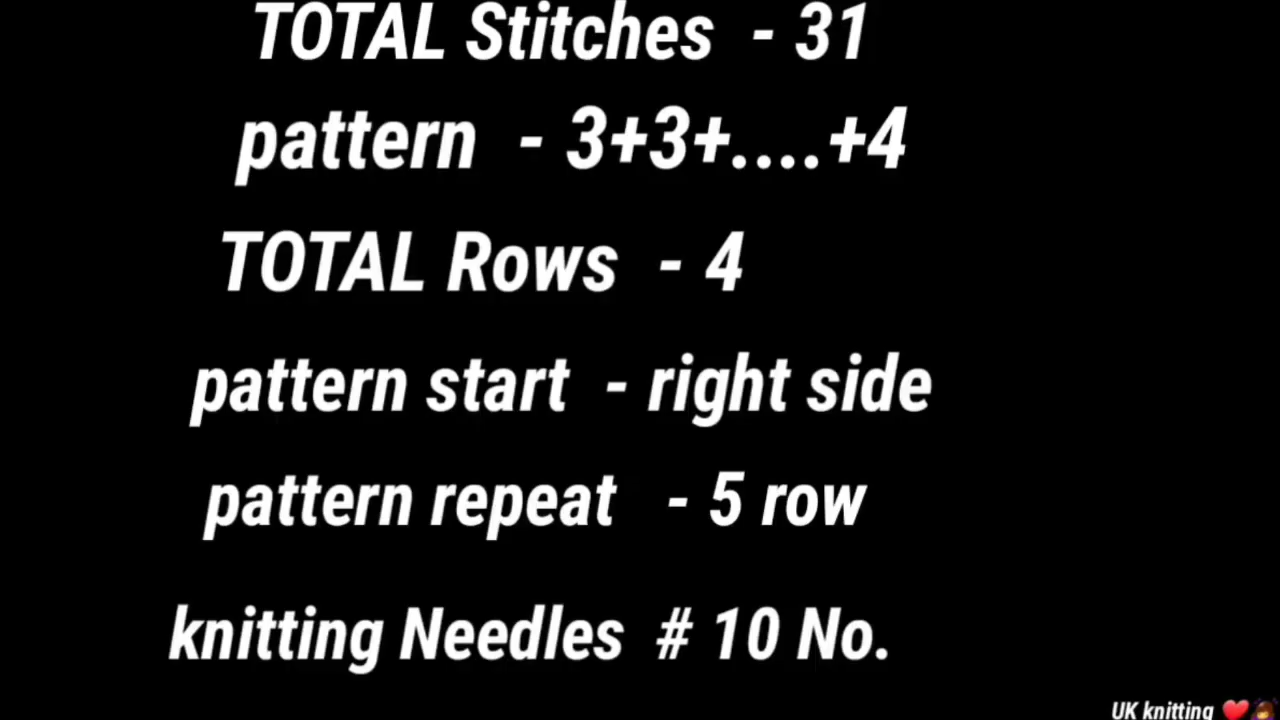 TOTAL Stitches - 31
pattern - 3+3+....+4
TOTAL Rows - 4
pattern start - right side
pattern repeat - 5 row
knitting Needles # 10 No.
UK knitting ❤️